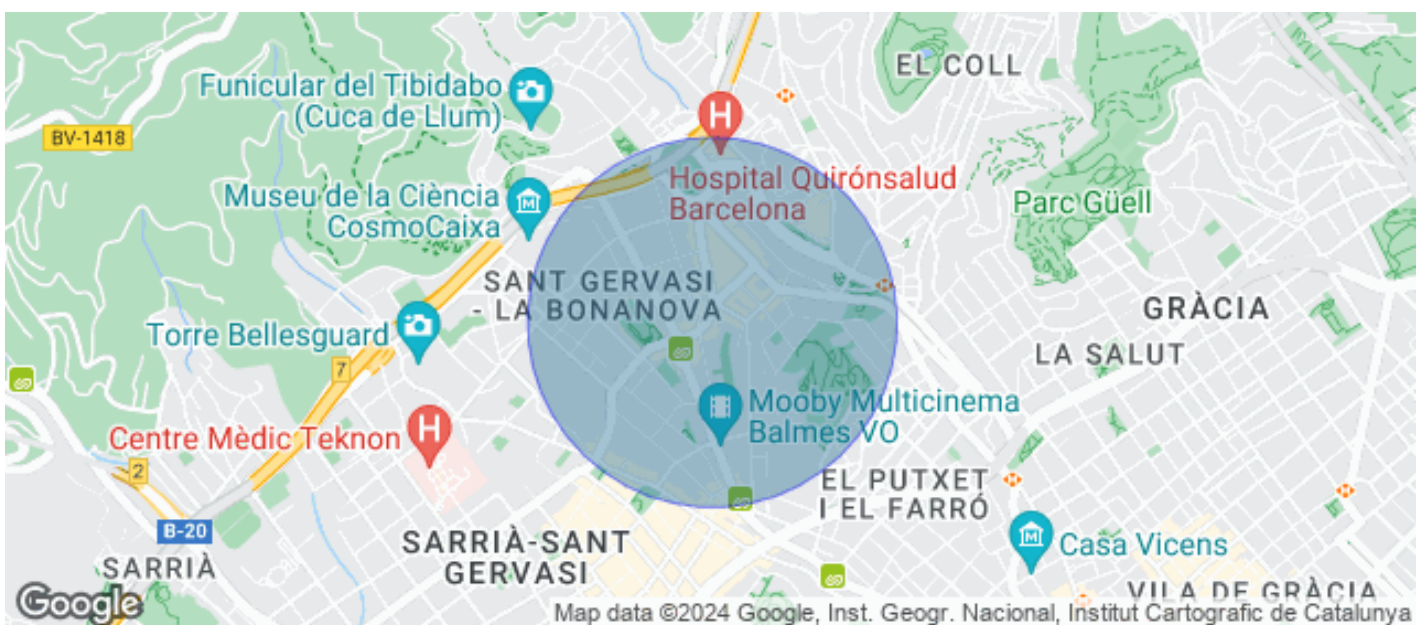 EL COLL
Funicular del Tibidabo
(Cuca de Llum)
H
BV-1418
Hospital Quirónsalud
Barcelona
Museu de la Ciència
CosmoCaixa
M
Parc Güell
SANT GERVASI
- LA BONANOVA
GRÀCIA
Torre Bellesguard
LA SALUT
7
Mooby Multicinema
Balmes VO
Centre Mèdic Teknon
H
2
EL PUTXET
I EL FARRÓ
B-20
SARRIÀ-SANT
GERVASI
M
Casa Vicens
SARRIÀ
VILA DE GRÀCIA
Google
Map data ©2024 Google, Inst. Geogr. Nacional, Institut Cartografic de Catalunya